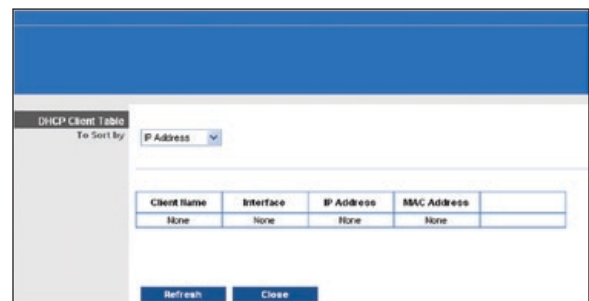 DHCP Client Table
To Sort by IP Address
Client Name Interface IP Address MAC Address
None None None None
Refresh Close